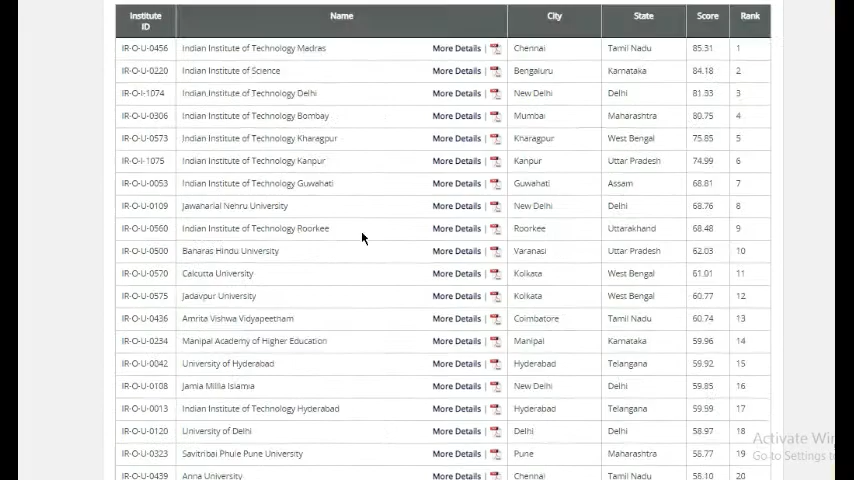 Institute ID Name City State Score Rank
IR-O-U-0456 Indian Institute of Technology Madras More Details | Chennai Tamil Nadu 85.31 1
IR-O-U-0220 Indian Institute of Science More Details | Bengaluru Karnataka 84.18 2
IR-O-I-1074 Indian Institute of Technology Delhi More Details | New Delhi Delhi 81.33 3
IR-O-U-0306 Indian Institute of Technology Bombay More Details | Mumbai Maharashtra 80.75 4
IR-O-U-0573 Indian Institute of Technology Kharagpur More Details | Kharagpur West Bengal 75.85 5
IR-O-I-1075 Indian Institute of Technology Kanpur More Details | Kanpur Uttar Pradesh 74.99 6
IR-O-U-0053 Indian Institute of Technology Guwahati More Details | Guwahati Assam 68.81 7
IR-O-U-0109 Jawaharlal Nehru University More Details | New Delhi Delhi 68.76 8
IR-O-U-0560 Indian Institute of Technology Roorkee More Details | Roorkee Uttarakhand 68.48 9
IR-O-U-0500 Banaras Hindu University More Details | Varanasi Uttar Pradesh 62.03 10
IR-O-U-0570 Calcutta University More Details | Kolkata West Bengal 61.01 11
IR-O-U-0575 Jadavpur University More Details | Kolkata West Bengal 60.77 12
IR-O-U-0436 Amrita Vishwa Vidyapeetham More Details | Coimbatore Tamil Nadu 60.74 13
IR-O-U-0234 Manipal Academy of Higher Education More Details | Manipal Karnataka 59.96 14
IR-O-U-0042 University of Hyderabad More Details | Hyderabad Telangana 59.92 15
IR-O-U-0108 Jamia Millia Islamia More Details | New Delhi Delhi 59.85 16
IR-O-U-0013 Indian Institute of Technology Hyderabad More Details | Hyderabad Telangana 59.59 17
IR-O-U-0120 University of Delhi More Details | Delhi Delhi 58.97 18
IR-O-U-0323 Savitribai Phule Pune University More Details | Pune Maharashtra 58.77 19
IR-O-U-0439 Anna University More Details | Chennai Tamil Nadu 58.10 20
Activate Win
Go to Settings t